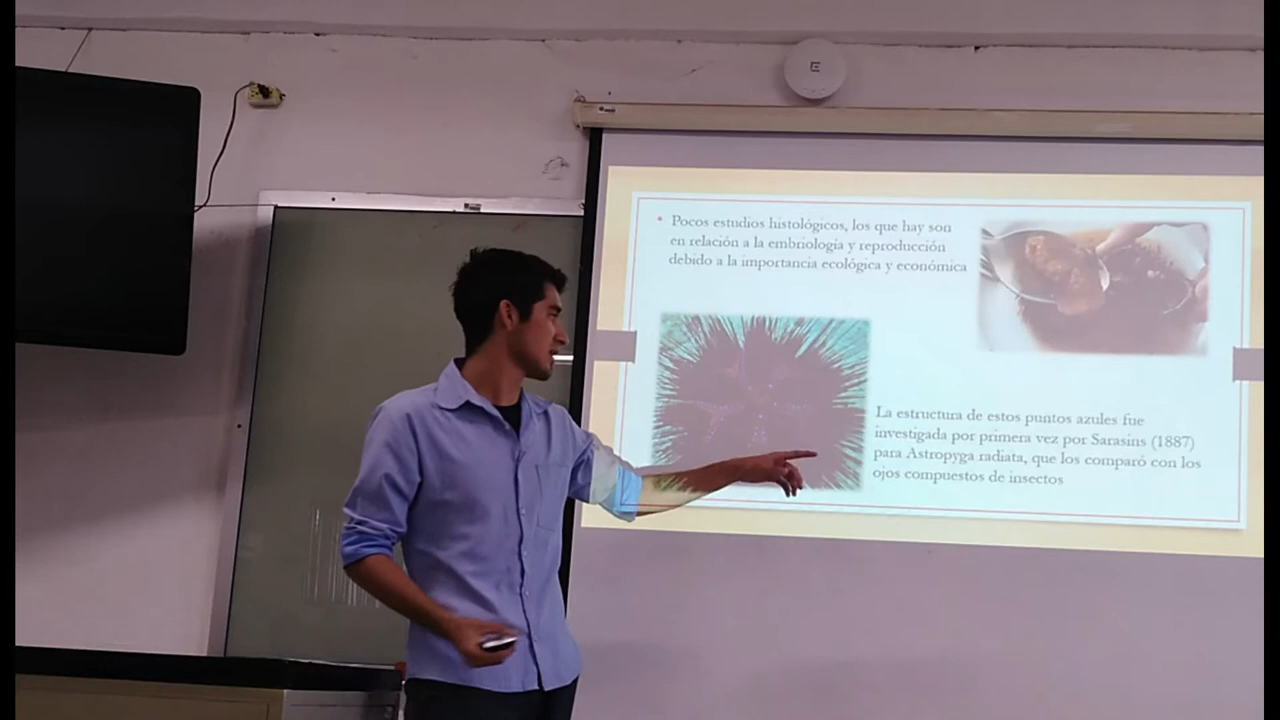 Pocos estudios histológicos, los que hay son
en relación a la embriología y reproducción
debido a la importancia ecológica y económica
La estructura de estos puntos azules fue
investigada por primera vez por Sarasins (1887)
para Astropyga radiata, que los comparó con los
ojos compuestos de insectos